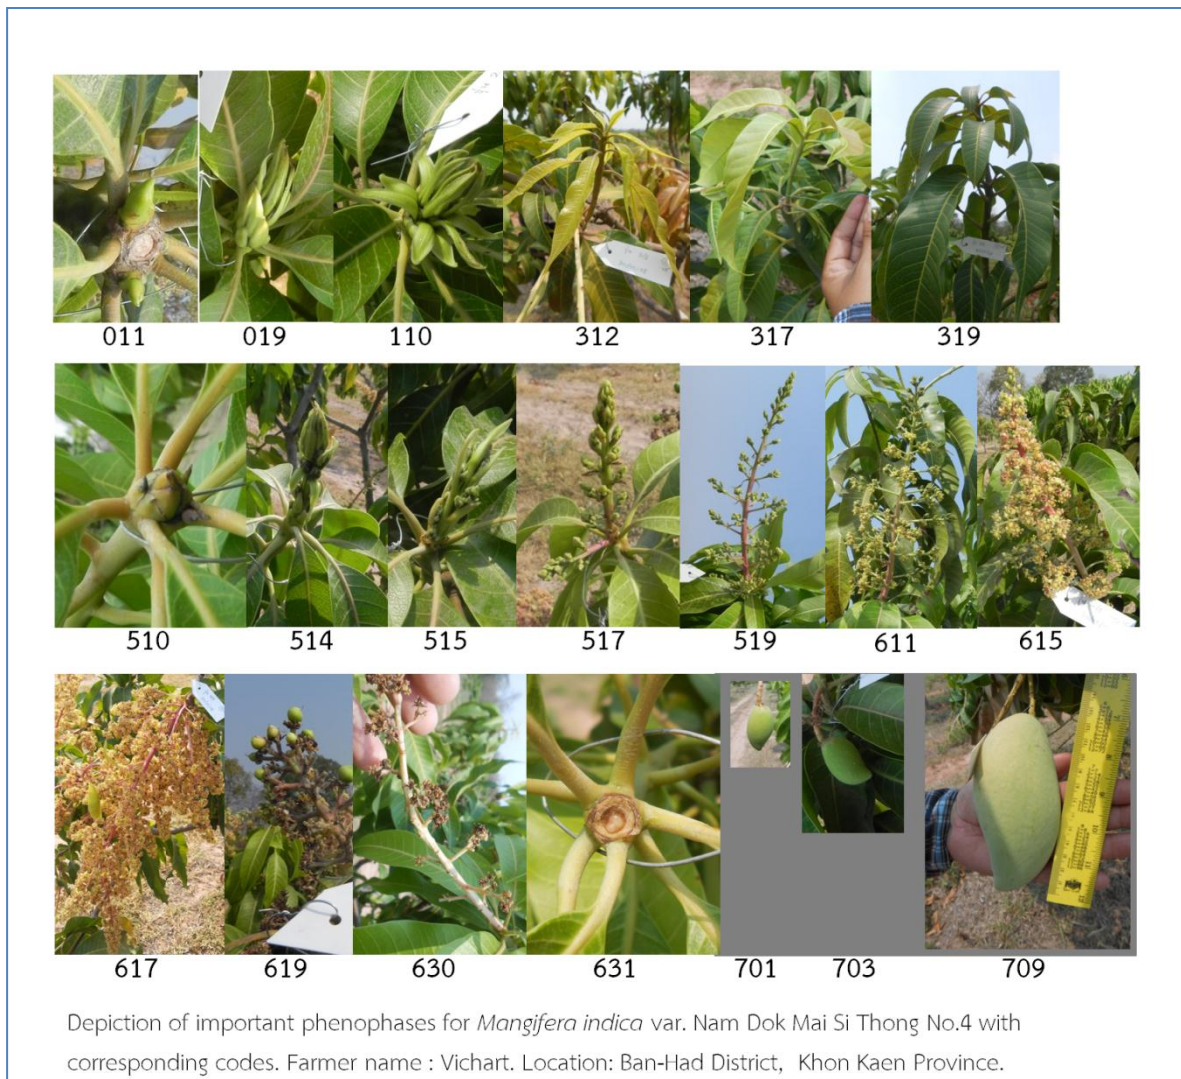 011 019 110 312 317 319
510 514 515 517 519 611 615
617 619 630 631 701 703 709
Depiction of important phenophases for Mangifera indica var. Nam Dok Mai Si Thong No.4 with
corresponding codes. Farmer name : Vichart. Location: Ban-Had District, Khon Kaen Province.